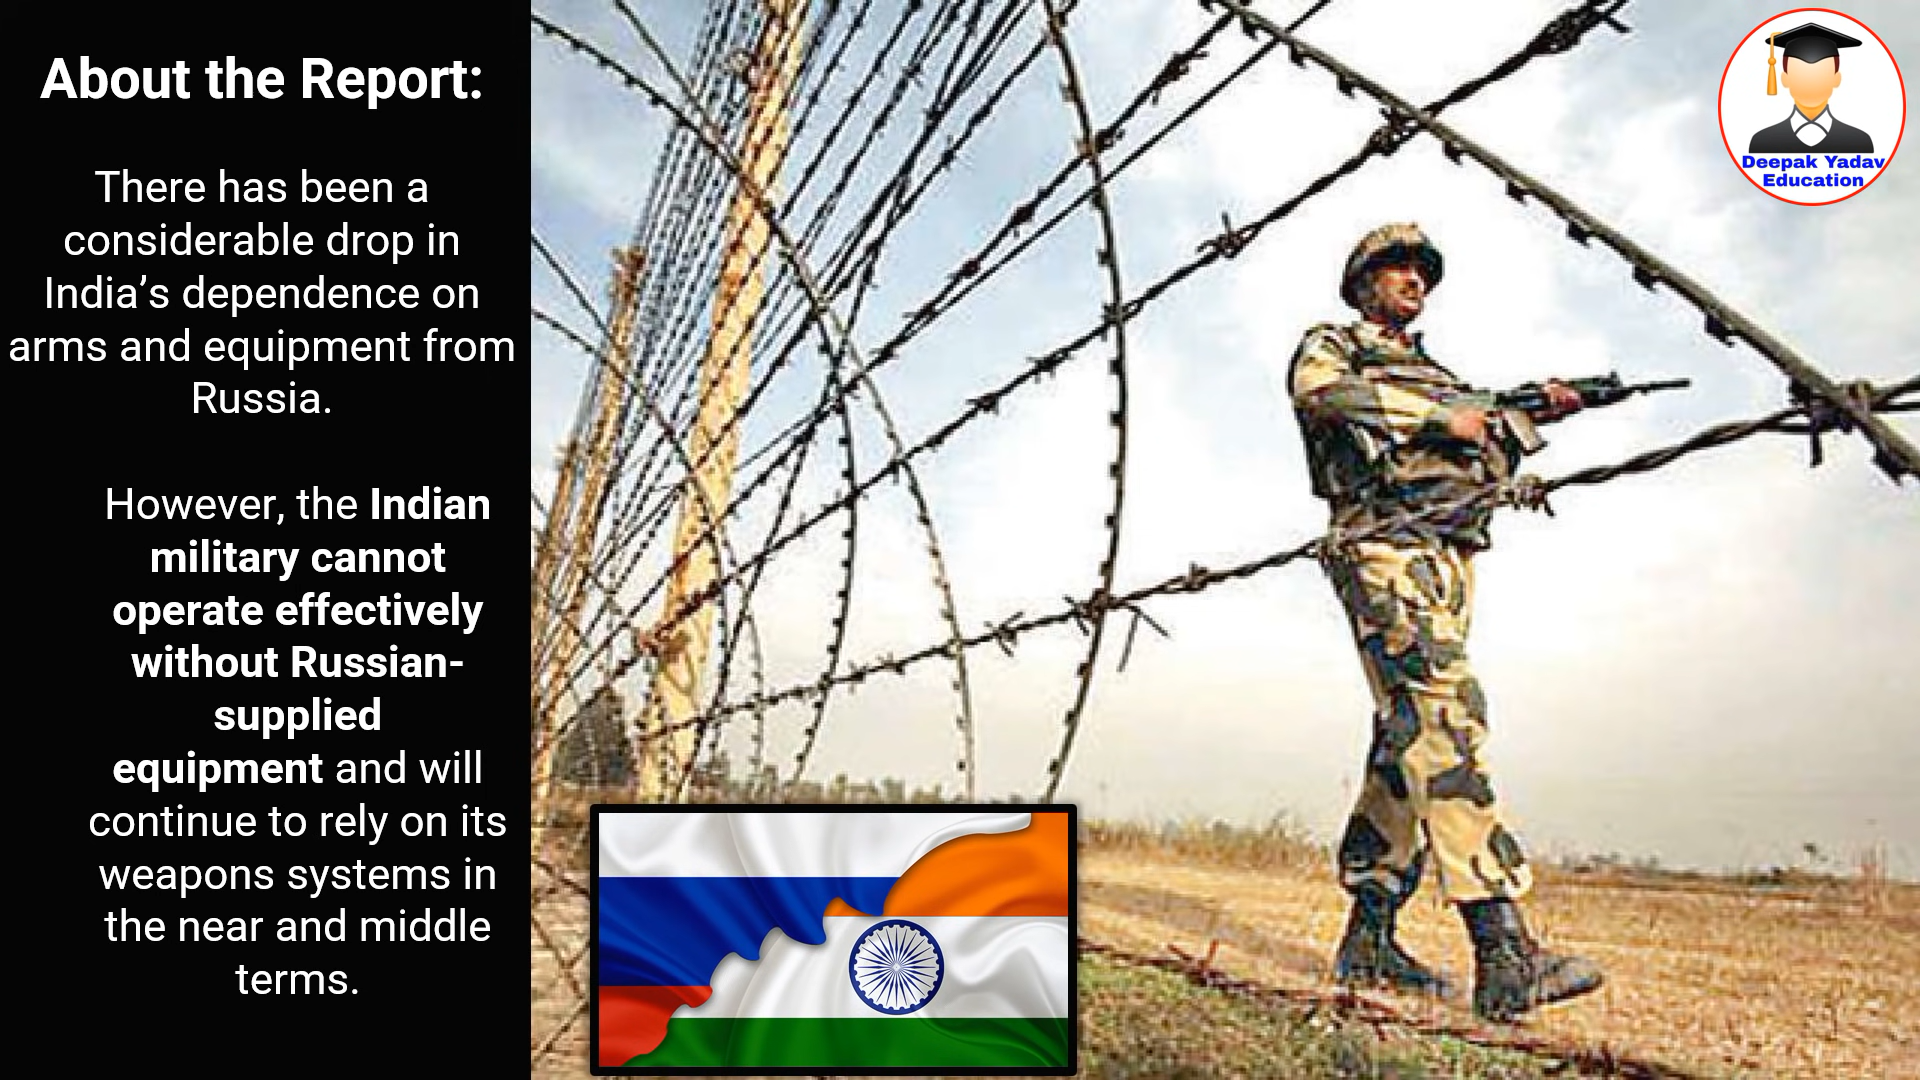 About the Report:
There has been a
considerable drop in
India’s dependence on
arms and equipment from
Russia.
However, the Indian
military cannot
operate effectively
without Russian-
supplied
equipment and will
continue to rely on its
weapons systems in
the near and middle
terms.
Deepak Yadav
Education